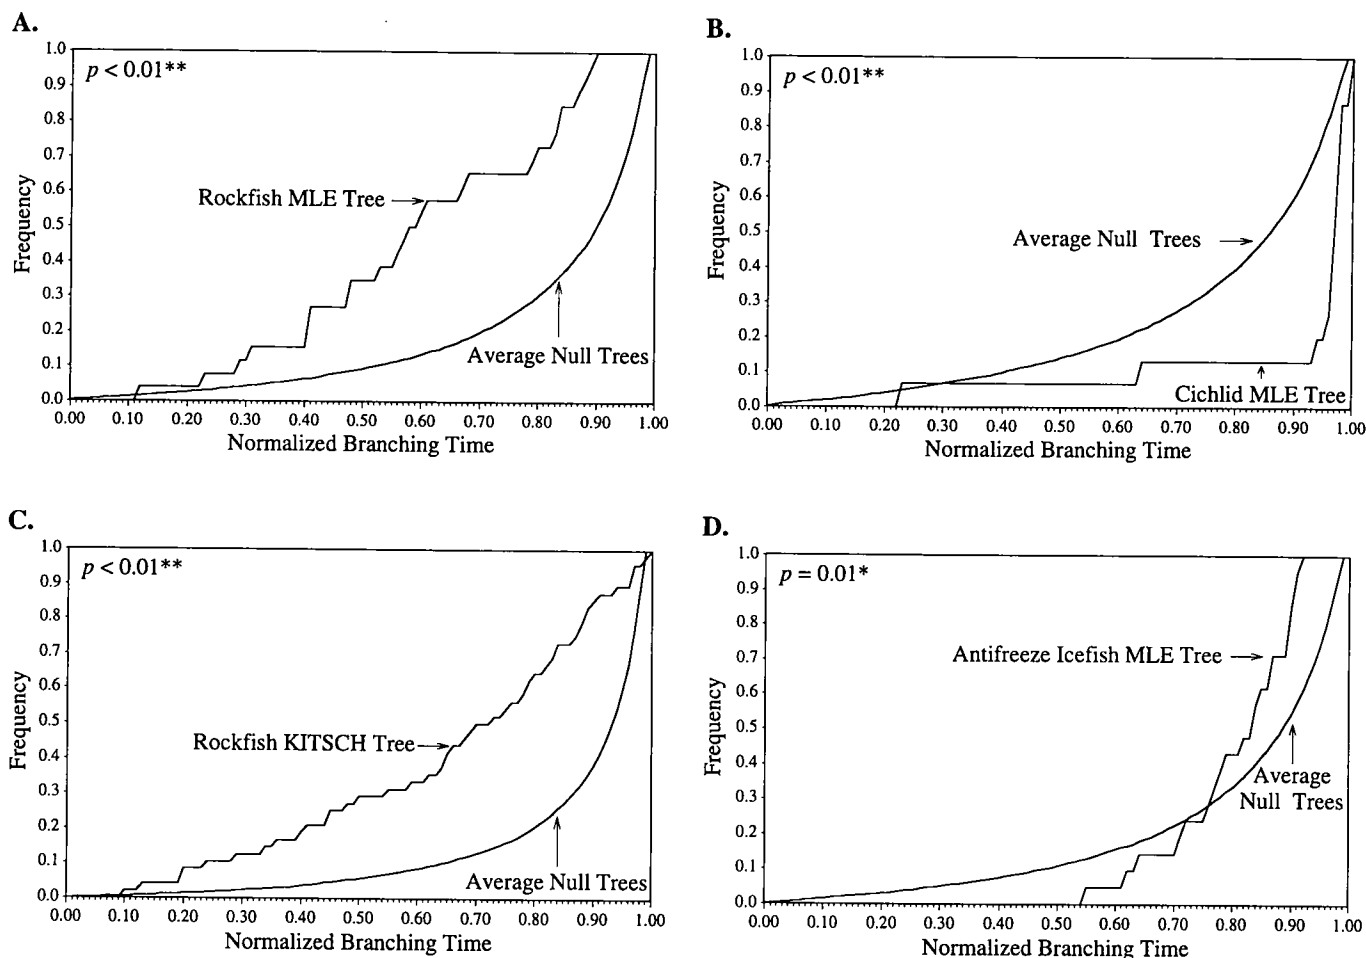 A.
p < 0.01**
1.0
0.9
0.8
0.7
0.6
0.5
0.4
0.3
0.2
0.1
0.0
Frequency
Rockfish MLE Tree
Average Null Trees
0.00 0.10 0.20 0.30 0.40 0.50 0.60 0.70 0.80 0.90 1.00
Normalized Branching Time
B.
p < 0.01**
1.0
0.9
0.8
0.7
0.6
0.5
0.4
0.3
0.2
0.1
0.0
Frequency
Average Null Trees
Cichlid MLE Tree
0.00 0.10 0.20 0.30 0.40 0.50 0.60 0.70 0.80 0.90 1.00
Normalized Branching Time
C.
p < 0.01**
1.0
0.9
0.8
0.7
0.6
0.5
0.4
0.3
0.2
0.1
0.0
Frequency
Rockfish KITSCH Tree
Average Null Trees
0.00 0.10 0.20 0.30 0.40 0.50 0.60 0.70 0.80 0.90 1.00
Normalized Branching Time
D.
p = 0.01*
1.0
0.9
0.8
0.7
0.6
0.5
0.4
0.3
0.2
0.1
0.0
Frequency
Antifreeze Icefish MLE Tree
Average
Null Trees
0.00 0.10 0.20 0.30 0.40 0.50 0.60 0.70 0.80 0.90 1.00
Normalized Branching Time